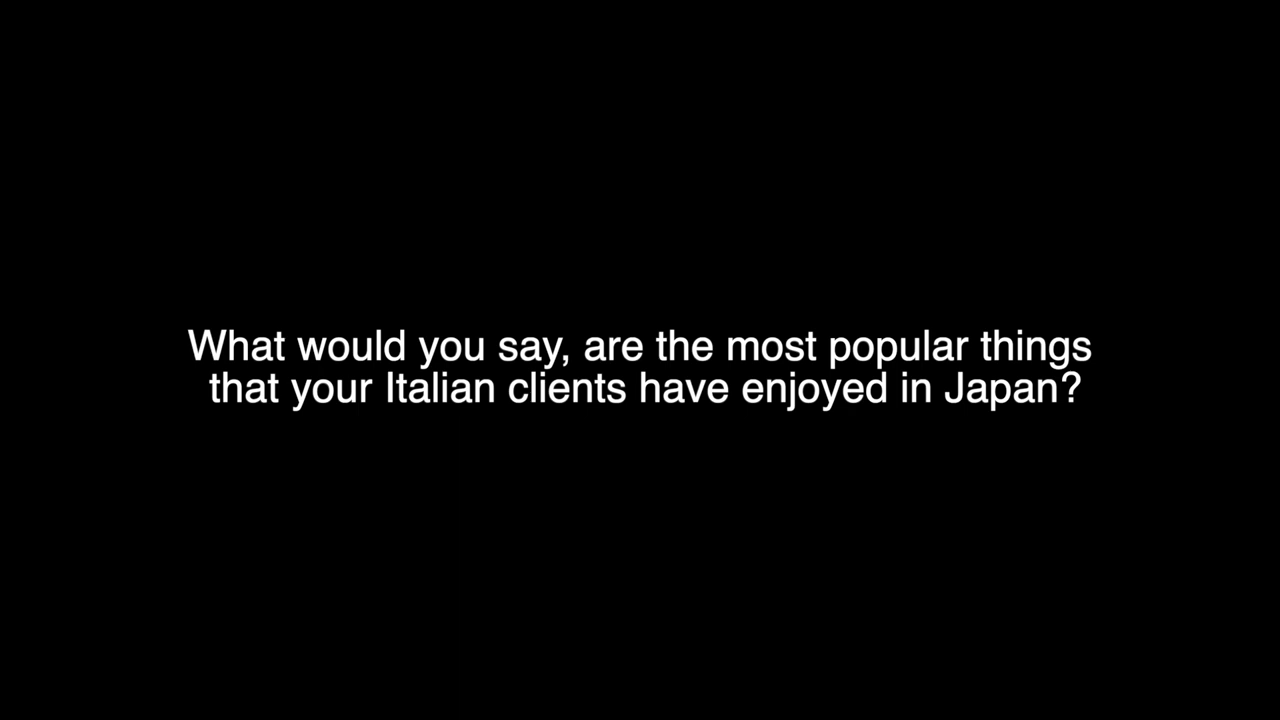 What would you say, are the most popular things
that your Italian clients have enjoyed in Japan?